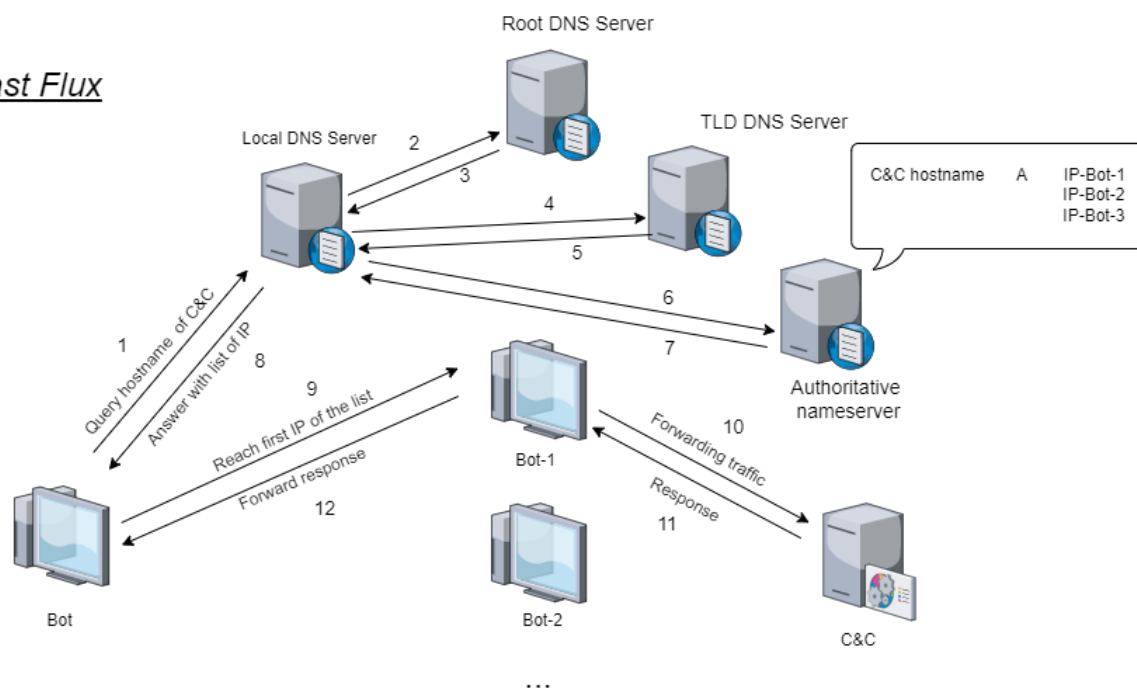 Root DNS Server
ast Flux
TLD DNS Server
Local DNS Server
2
3
C&C hostname A IP-Bot-1
IP-Bot-2
IP-Bot-3
4
5
6
7
1
Query hostname of C&C
Answer with list of IP
8
9
Reach first IP of the list
Forward response
12
Authoritative
nameserver
Bot-1
10
Forwarding traffic
Response
11
Bot
Bot-2
C&C
...